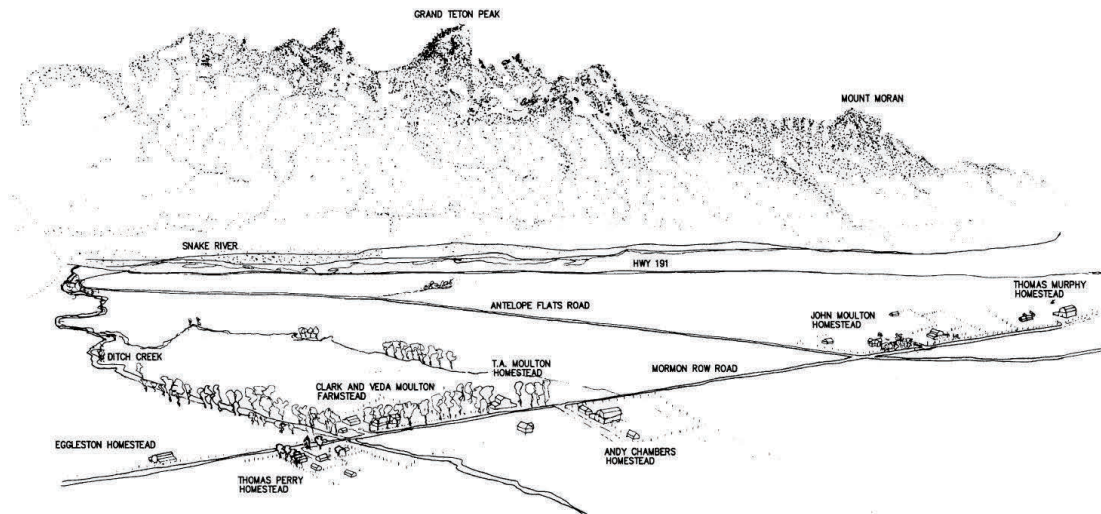 GRAND TETON PEAK
MOUNT MORAN
SNAKE RIVER
HWY 191
THOMAS MURPHY
HOMESTEAD
ANTELOPE FLATS ROAD
JOHN MOULTON
HOMESTEAD
DITCH CREEK
T.A. MOULTON
HOMESTEAD
MORMON ROW ROAD
CLARK AND VEDA MOULTON
FARMSTEAD
EGGLESTON HOMESTEAD
ANDY CHAMBERS
HOMESTEAD
THOMAS PERRY
HOMESTEAD